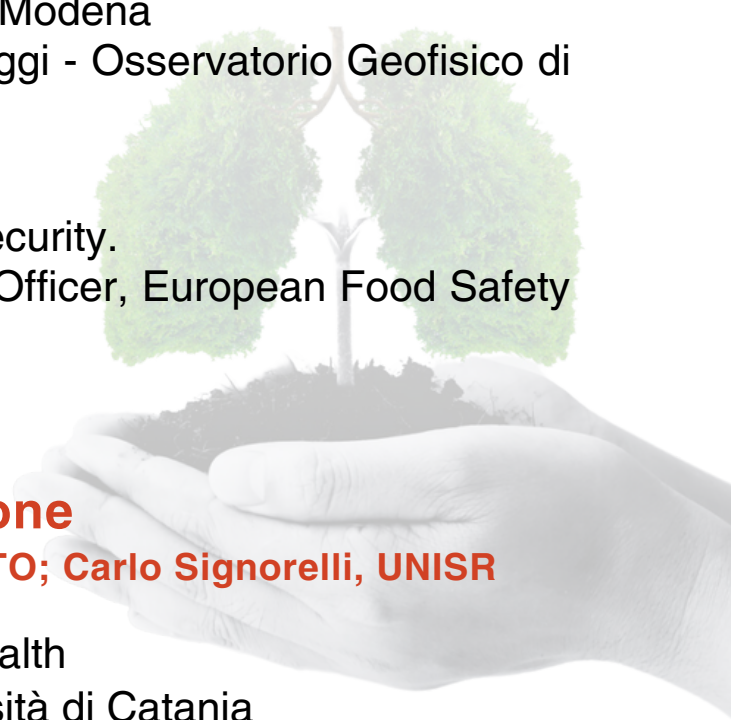 Modena
ggi - Osservatorio Geofisico di
ecurity.
Officer, European Food Safety
one
TO; Carlo Signorelli, UNISR
alth
sità di Catania